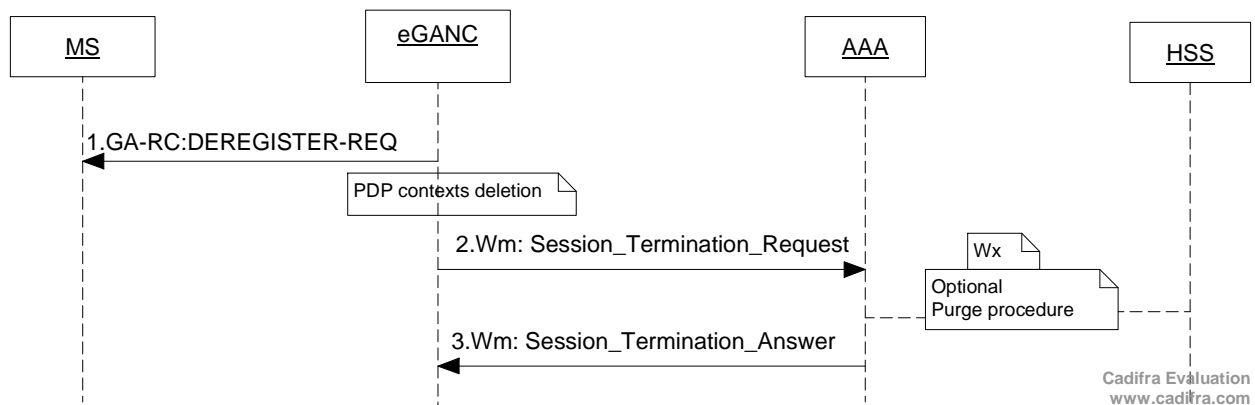 MS
eGANC
AAA
HSS
1.GA-RC:DEREGISTER-REQ
PDP contexts deletion
2.Wm: Session_Termination_Request
Wx
Optional
Purge procedure
3.Wm: Session_Termination_Answer
Cadifra Evaluation
www.cadifra.com